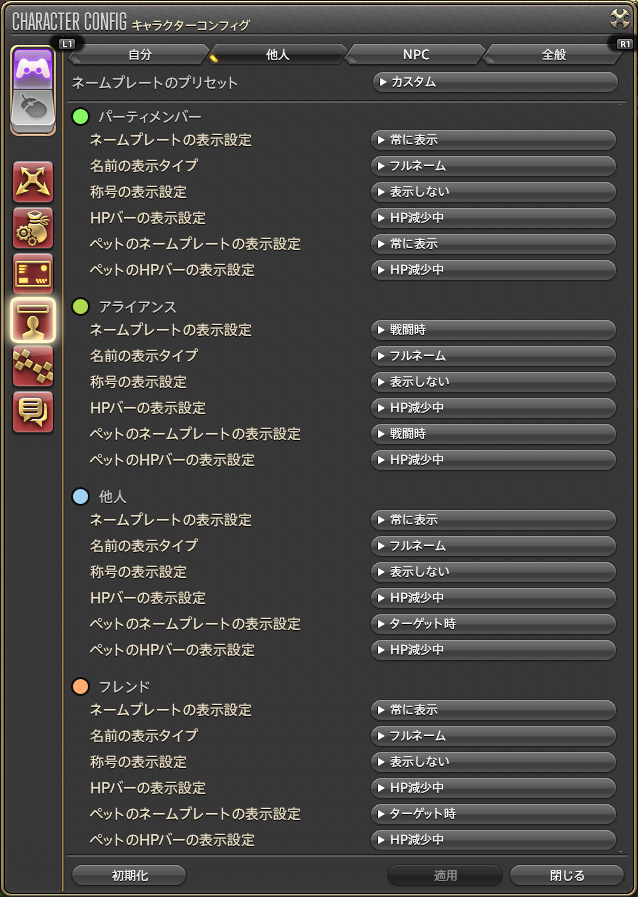 CHARACTER CONFIG キャラクターコンフィグ
L1 自分 他人 NPC 全般 R1
ネームプレートのプリセット カスタム
パーティメンバー
ネームプレートの表示設定 常に表示
名前の表示タイプ フルネーム
称号の表示設定 表示しない
HPバーの表示設定 HP減少中
ペットのネームプレートの表示設定 常に表示
ペットのHPバーの表示設定 HP減少中
アライアンス
ネームプレートの表示設定 戦闘時
名前の表示タイプ フルネーム
称号の表示設定 表示しない
HPバーの表示設定 HP減少中
ペットのネームプレートの表示設定 戦闘時
ペットのHPバーの表示設定 HP減少中
他人
ネームプレートの表示設定 常に表示
名前の表示タイプ フルネーム
称号の表示設定 表示しない
HPバーの表示設定 HP減少中
ペットのネームプレートの表示設定 ターゲット時
ペットのHPバーの表示設定 HP減少中
フレンド
ネームプレートの表示設定 常に表示
名前の表示タイプ フルネーム
称号の表示設定 表示しない
HPバーの表示設定 HP減少中
ペットのネームプレートの表示設定 ターゲット時
ペットのHPバーの表示設定 HP減少中
初期化 適用 閉じる